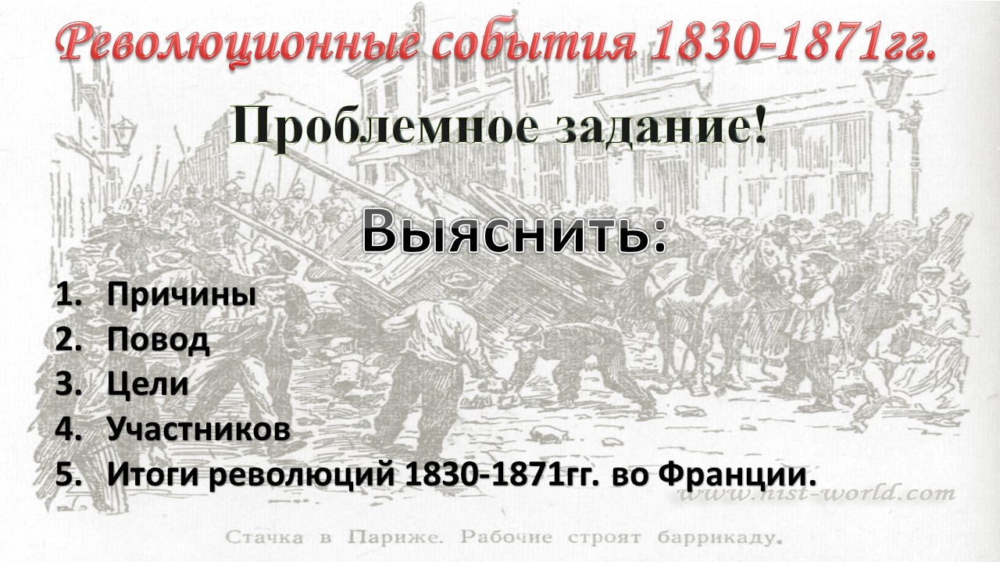 Революционные события 1830-1871гг.
Проблемное задание!
Выяснить:
1. Причины
2. Повод
3. Цели
4. Участников
5. Итоги революций 1830-1871гг. во Франции.
www.hist-world.com
Стачка в Париже. Рабочие строят баррикаду.